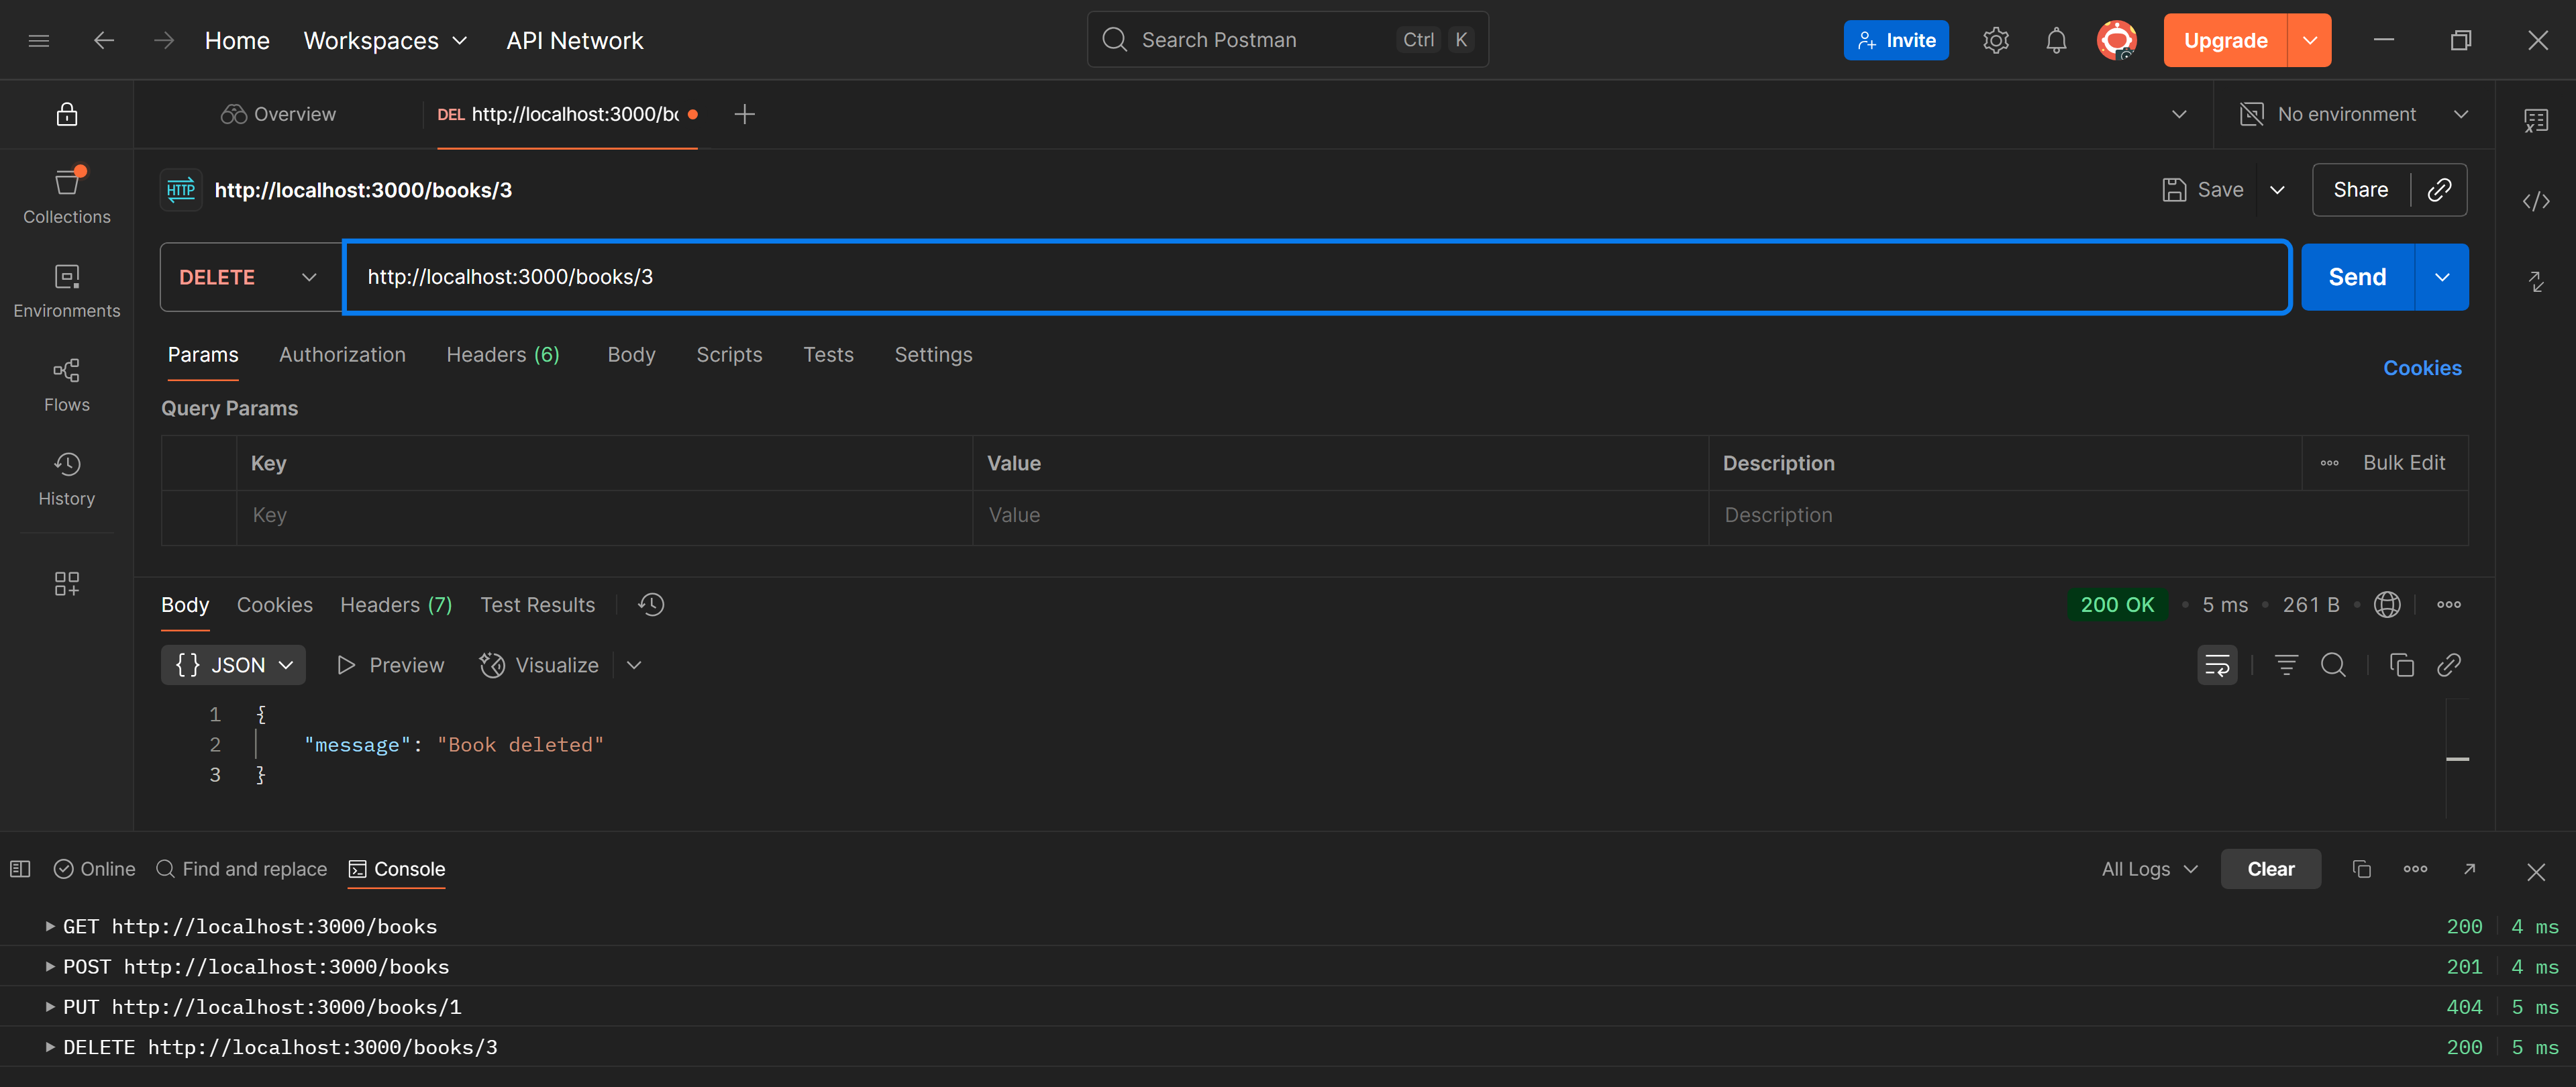 Home Workspaces API Network Search Postman Ctrl K Invite Upgrade
Overview DEL http://localhost:3000/bo No environment
HTTP http://localhost:3000/books/3 Save Share
Collections
DELETE http://localhost:3000/books/3 Send
Environments
Params Authorization Headers (6) Body Scripts Tests Settings Cookies
Flows
Query Params
Key Value Description Bulk Edit
History
Key Value Description
Body Cookies Headers (7) Test Results 200 OK 5 ms 261 B
{} JSON Preview Visualize
1 {
2 "message": "Book deleted"
3 }
Online Find and replace Console All Logs Clear
GET http://localhost:3000/books 200 4 ms
POST http://localhost:3000/books 201 4 ms
PUT http://localhost:3000/books/1 404 5 ms
DELETE http://localhost:3000/books/3 200 5 ms